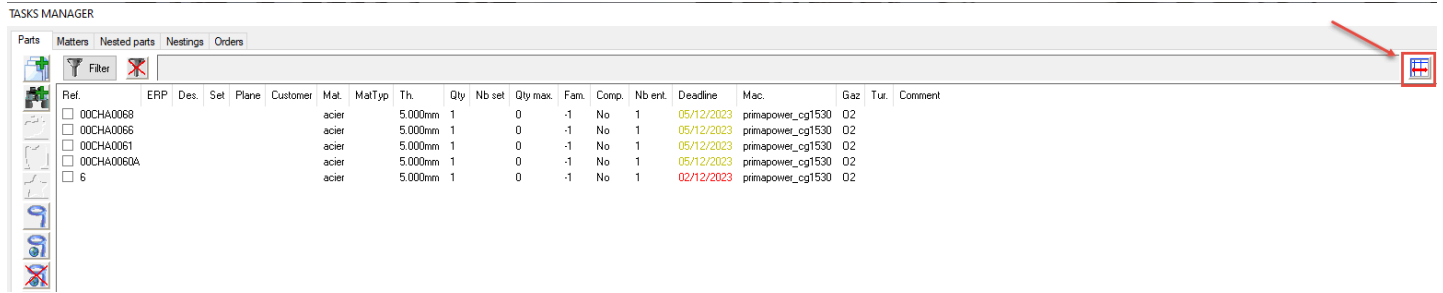 TASKS MANAGER
Parts Matters Nested parts Nestings Orders
Filter
Ref. ERP Des. Set Plane Customer Mat. MatTyp Th. Qty Nb set Qty max. Fam. Comp. Nb ent. Deadline Mac. Gaz Tur. Comment
00CHA0068 acier 5.000mm 1 0 -1 No 1 05/12/2023 primapower_cg1530 O2
00CHA0066 acier 5.000mm 1 0 -1 No 1 05/12/2023 primapower_cg1530 O2
00CHA0061 acier 5.000mm 1 0 -1 No 1 05/12/2023 primapower_cg1530 O2
00CHA0060A acier 5.000mm 1 0 -1 No 1 05/12/2023 primapower_cg1530 O2
6 acier 5.000mm 1 0 -1 No 1 02/12/2023 primapower_cg1530 O2